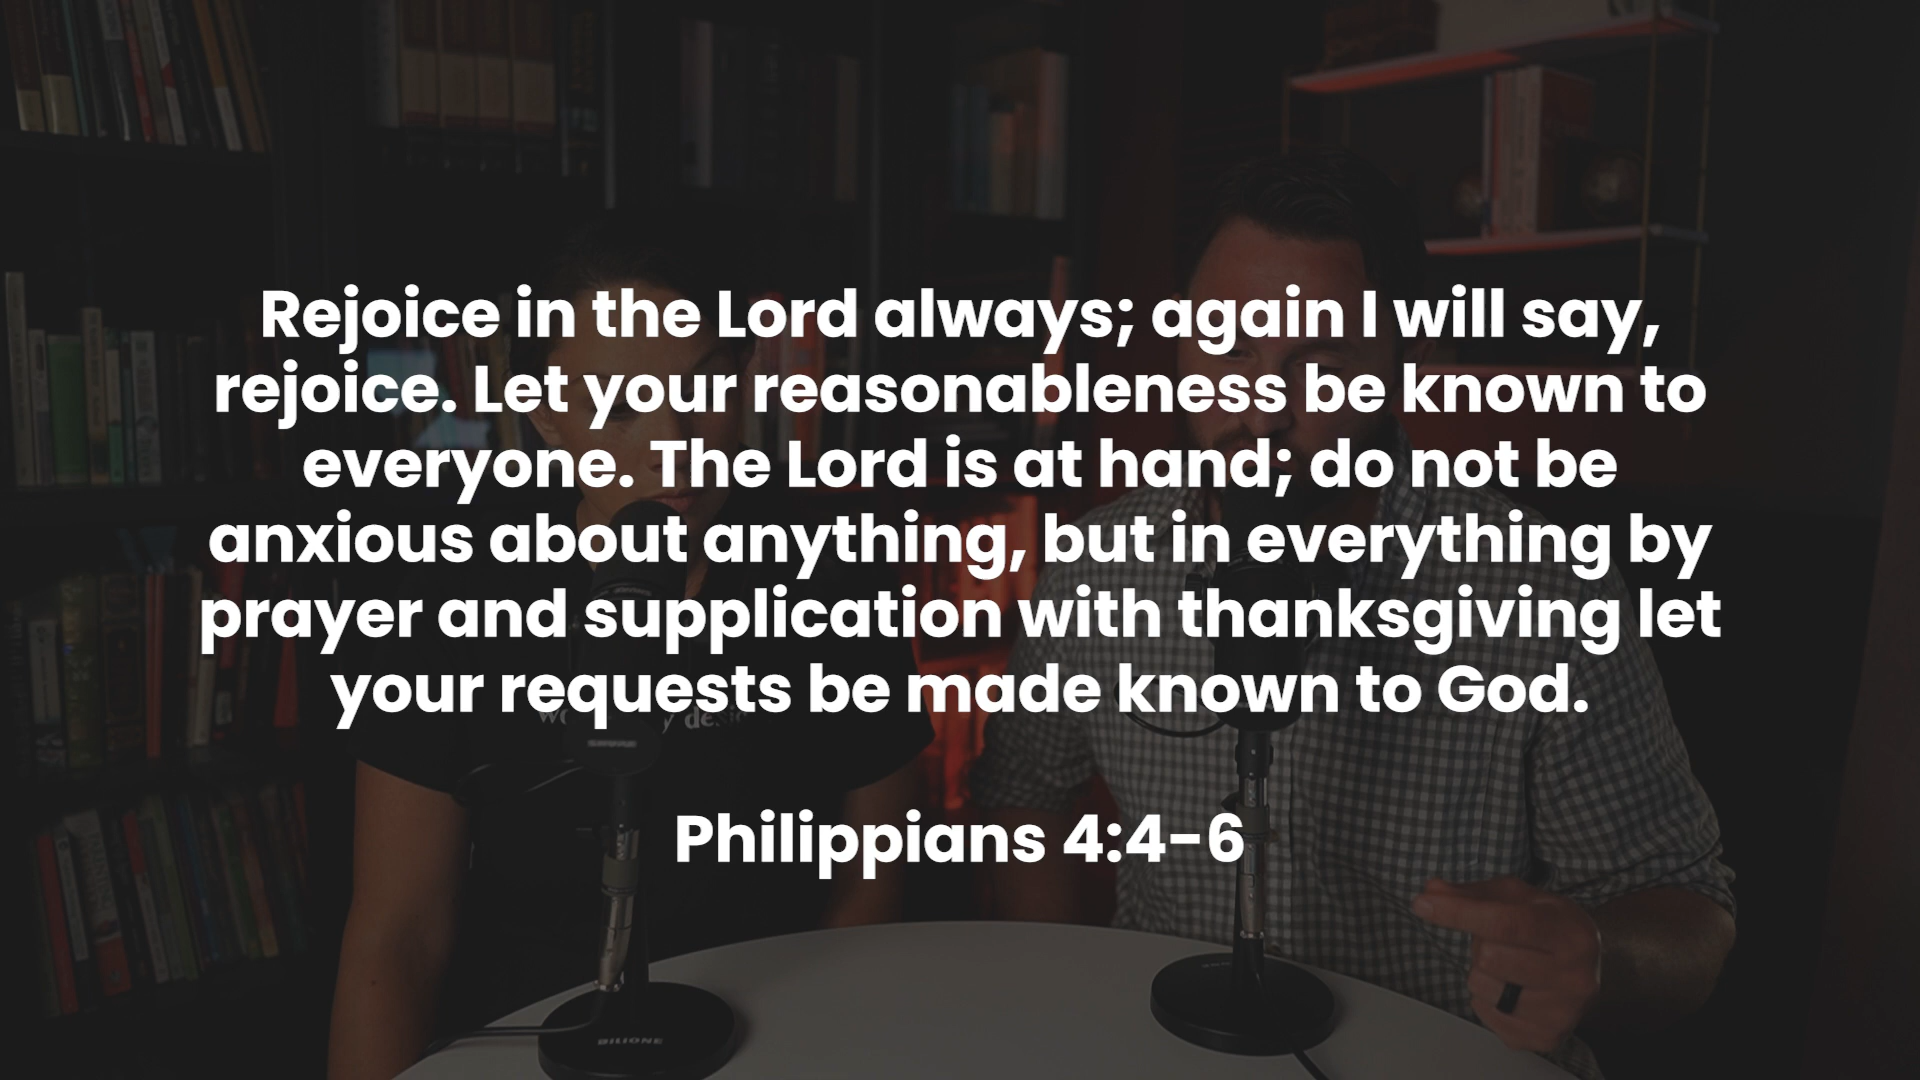 Rejoice in the Lord always; again I will say,
rejoice. Let your reasonableness be known to
everyone. The Lord is at hand; do not be
anxious about anything, but in everything by
prayer and supplication with thanksgiving let
your requests be made known to God.
Philippians 4:4-6